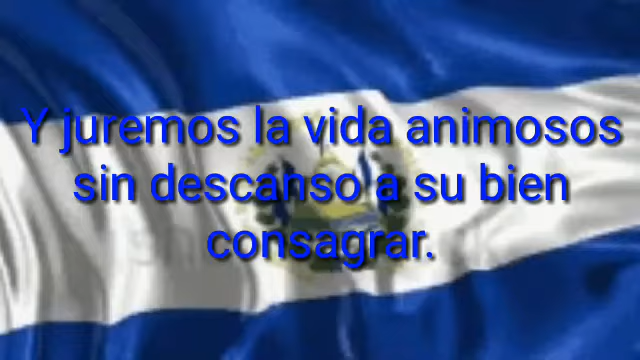 Y juremos la vida animosos
sin descanso a su bien
consagrar.